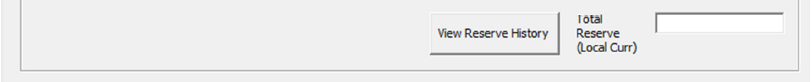 View Reserve History
Total
Reserve
(Local Curr)